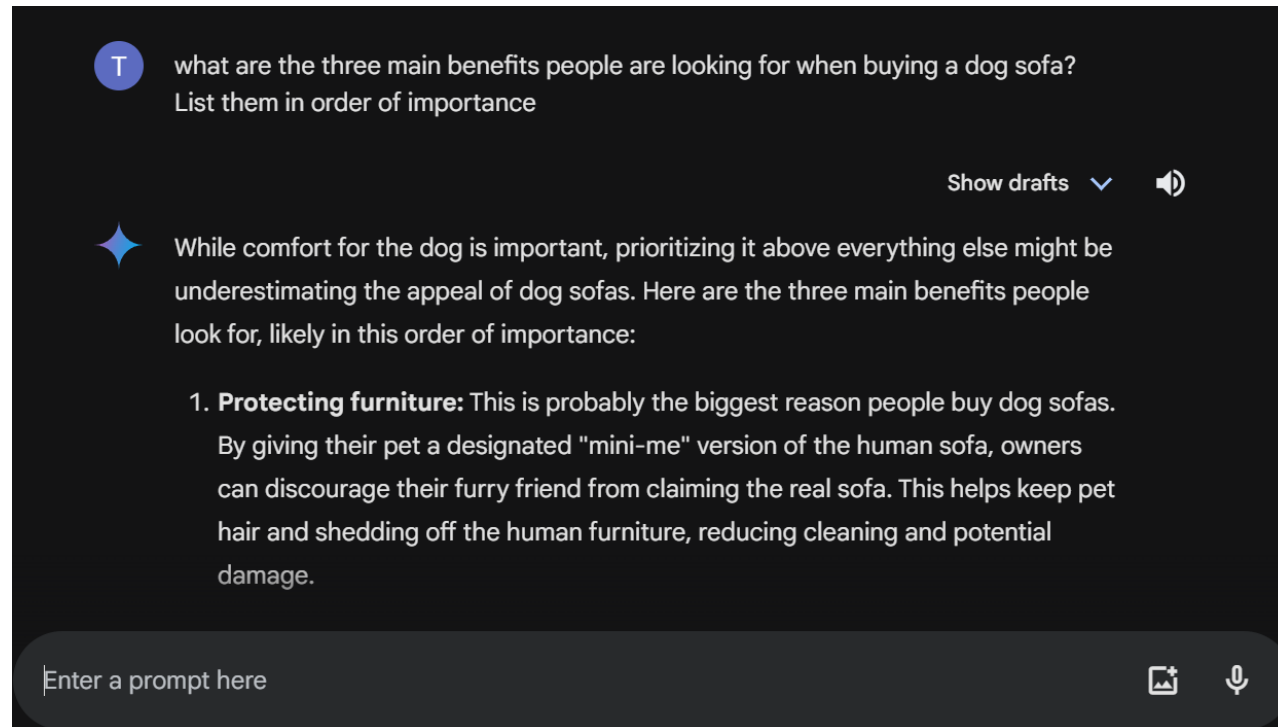 T
what are the three main benefits people are looking for when buying a dog sofa?
List them in order of importance
Show drafts
While comfort for the dog is important, prioritizing it above everything else might be
underestimating the appeal of dog sofas. Here are the three main benefits people
look for, likely in this order of importance:
1. Protecting furniture: This is probably the biggest reason people buy dog sofas.
By giving their pet a designated "mini-me" version of the human sofa, owners
can discourage their furry friend from claiming the real sofa. This helps keep pet
hair and shedding off the human furniture, reducing cleaning and potential
damage.
Enter a prompt here